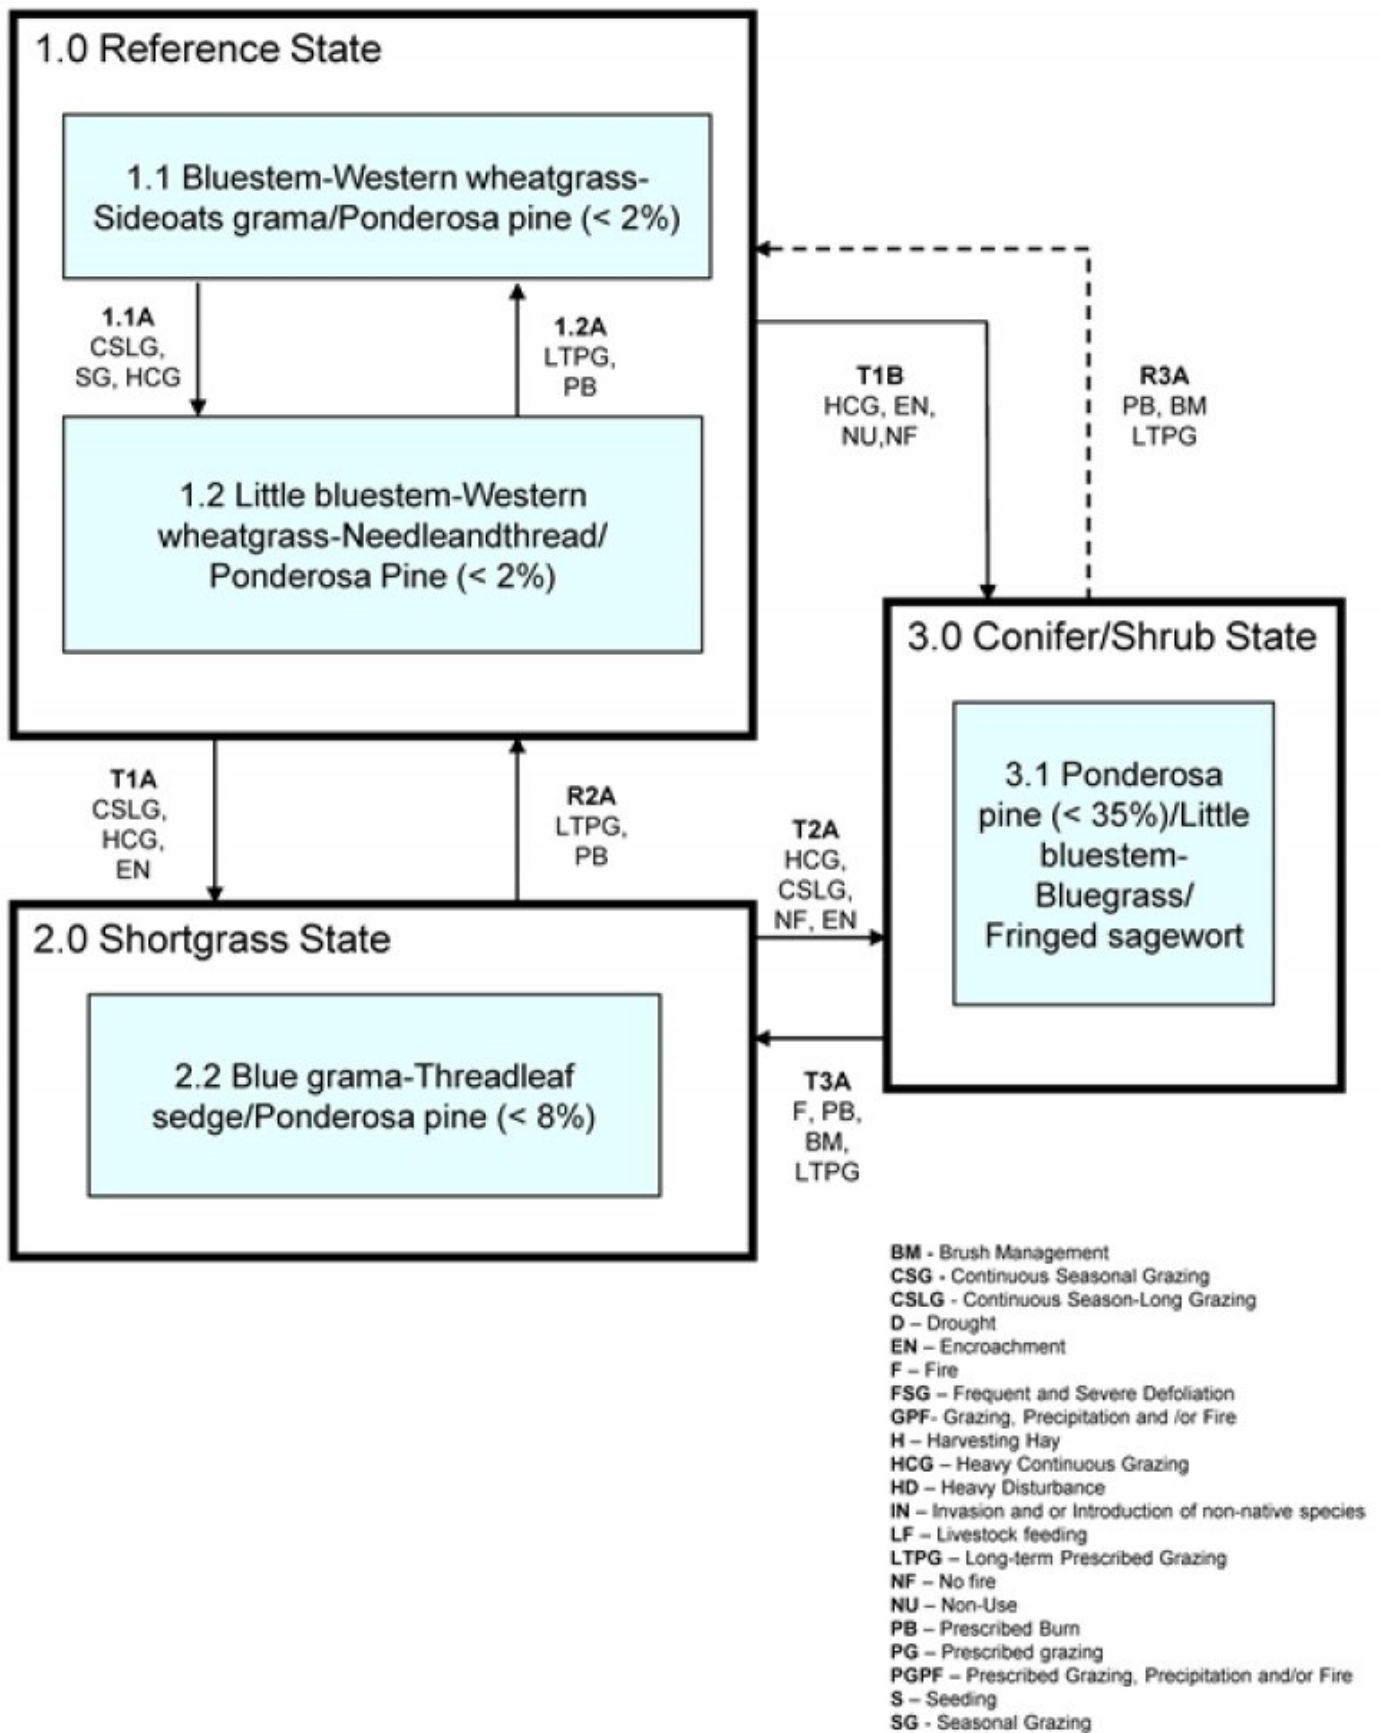 1.0 Reference State
1.1 Bluestem-Western wheatgrass-
Sideoats grama/Ponderosa pine (< 2%)
1.1A
CSLG,
SG, HCG
1.2A
LTPG,
PB
1.2 Little bluestem-Western
wheatgrass-Needleandthread/
Ponderosa Pine (< 2%)
T1B
HCG, EN,
NU,NF
R3A
PB, BM
LTPG
3.0 Conifer/Shrub State
3.1 Ponderosa
pine (< 35%)/Little
bluestem-
Bluegrass/
Fringed sagewort
T1A
CSLG,
HCG,
EN
R2A
LTPG,
PB
T2A
HCG,
CSLG,
NF, EN
2.0 Shortgrass State
2.2 Blue grama-Threadleaf
sedge/Ponderosa pine (< 8%)
T3A
F, PB,
BM,
LTPG
BM - Brush Management
CSG - Continuous Seasonal Grazing
CSLG - Continuous Season-Long Grazing
D – Drought
EN – Encroachment
F – Fire
FSG – Frequent and Severe Defoliation
GPF- Grazing, Precipitation and /or Fire
H – Harvesting Hay
HCG – Heavy Continuous Grazing
HD – Heavy Disturbance
IN – Invasion and or Introduction of non-native species
LF – Livestock feeding
LTPG – Long-term Prescribed Grazing
NF – No fire
NU – Non-Use
PB – Prescribed Burn
PG – Prescribed grazing
PGPF – Prescribed Grazing, Precipitation and/or Fire
S – Seeding
SG - Seasonal Grazing